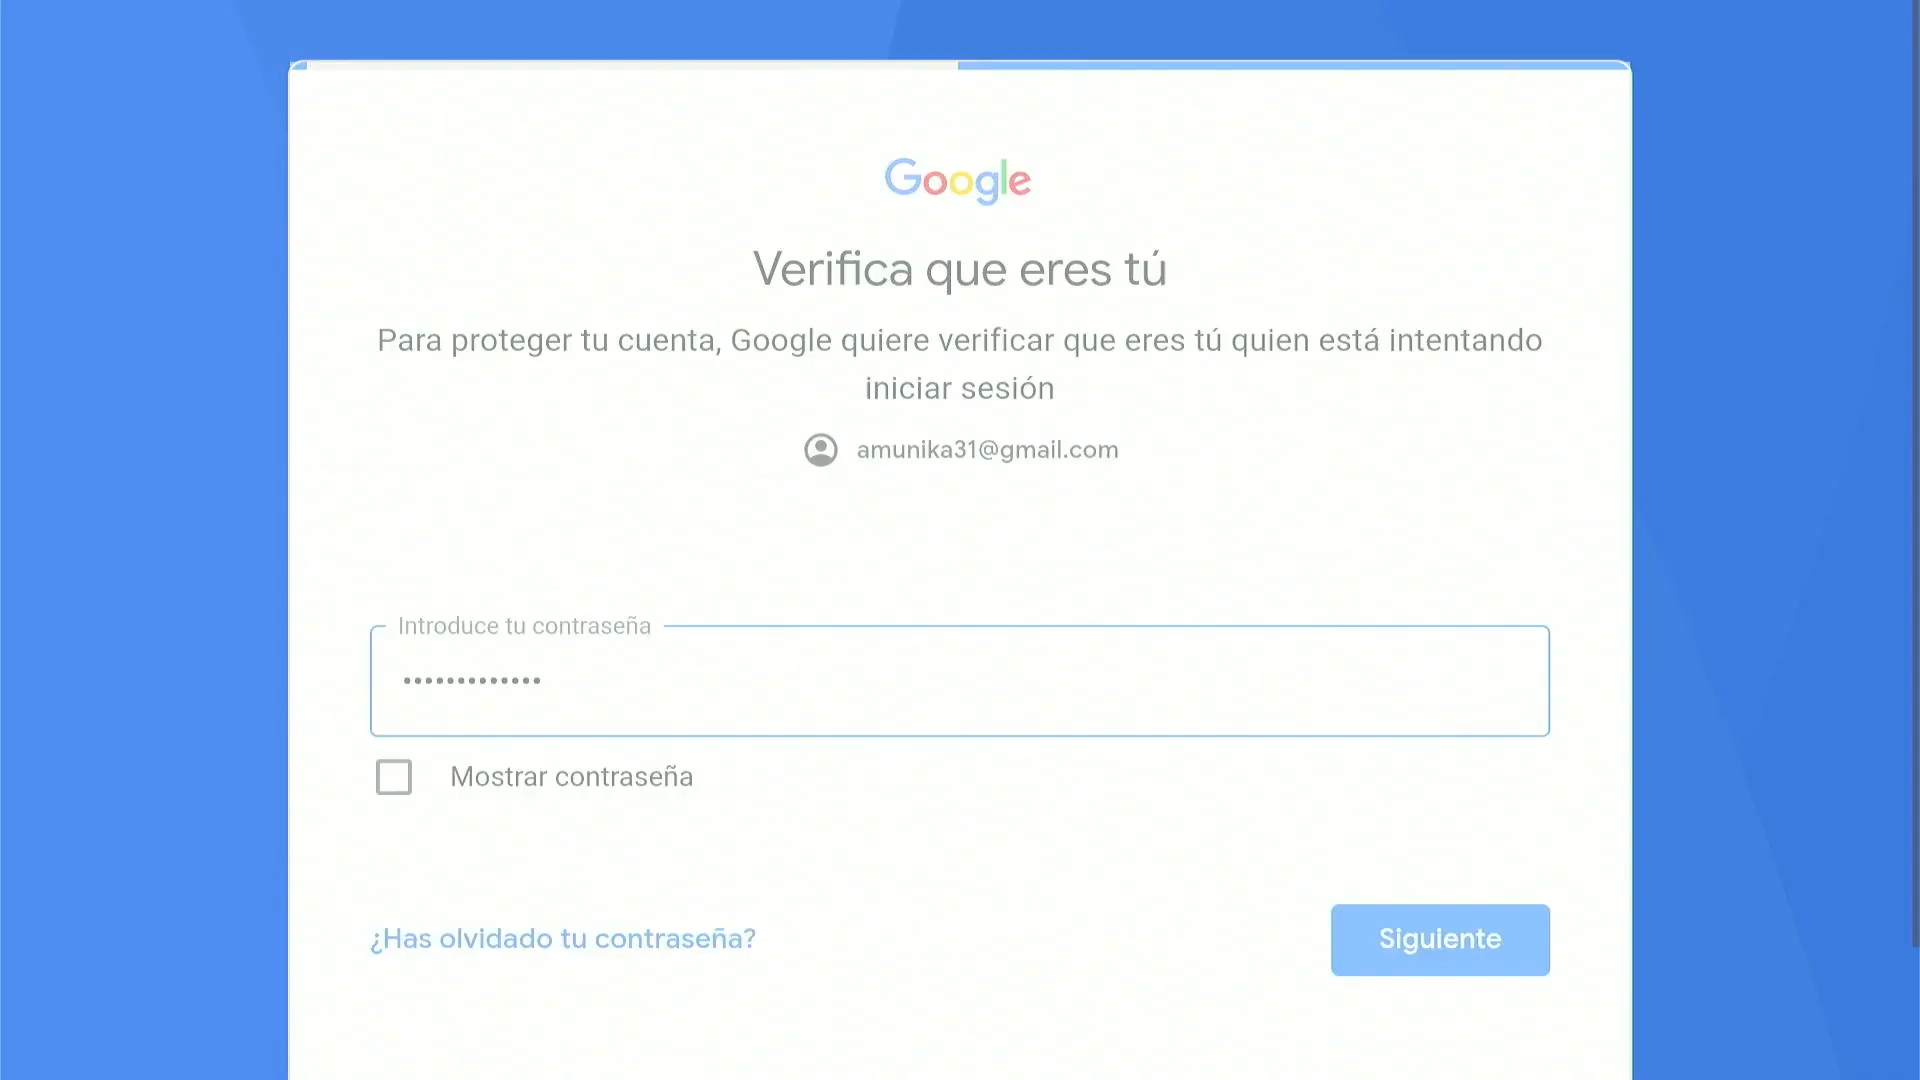 Google
Verifica que eres tú
Para proteger tu cuenta, Google quiere verificar que eres tú quien está intentando
iniciar sesión
amunika31@gmail.com
Introduce tu contraseña
•••••••••••••
Mostrar contraseña
¿Has olvidado tu contraseña?
Siguiente